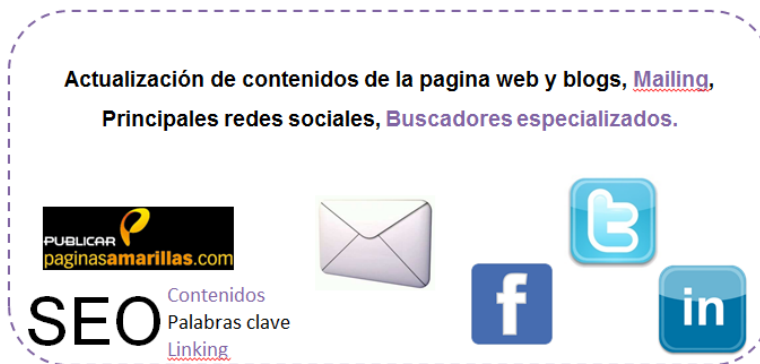 Actualización de contenidos de la pagina web y blogs, Mailing,
Principales redes sociales, Buscadores especializados.
PUBLICAR
paginasamarillas.com
SEO
Contenidos
Palabras clave
Linking
t
f
in